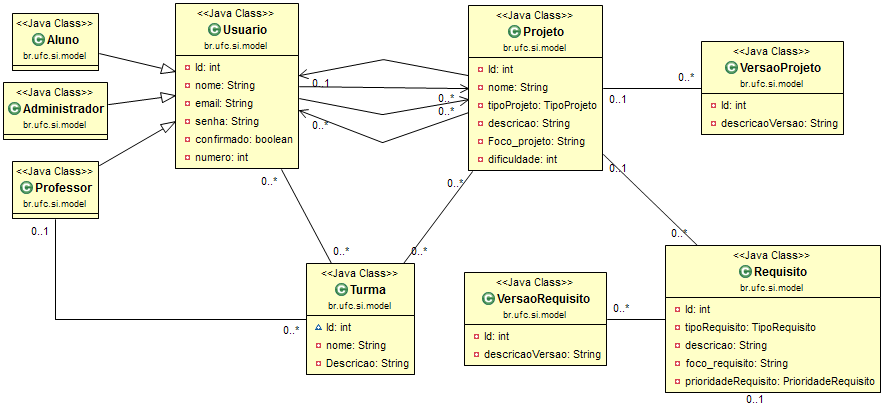 <<Java Class>>
Aluno
br.ufc.si.model
<<Java Class>>
Administrador
br.ufc.si.model
<<Java Class>>
Professor
br.ufc.si.model
0..1
<<Java Class>>
Usuario
br.ufc.si.model
Id: int
nome: String
email: String
senha: String
confirmado: boolean
numero: int
0..1
0..*
0..*
0..*
0..*
<<Java Class>>
Projeto
br.ufc.si.model
Id: int
nome: String
tipoProjeto: TipoProjeto
descricao: String
Foco_projeto: String
dificuldade: int
0..1
0..*
0..1
0..*
<<Java Class>>
VersaoProjeto
br.ufc.si.model
Id: int
descricaoVersao: String
0..*
0..*
0..*
<<Java Class>>
Turma
br.ufc.si.model
Id: int
nome: String
Descricao: String
0..*
<<Java Class>>
VersaoRequisito
br.ufc.si.model
Id: int
descricaoVersao: String
0..*
<<Java Class>>
Requisito
br.ufc.si.model
Id: int
tipoRequisito: TipoRequisito
descricao: String
foco_requisito: String
prioridadeRequisito: PrioridadeRequisito
0..1